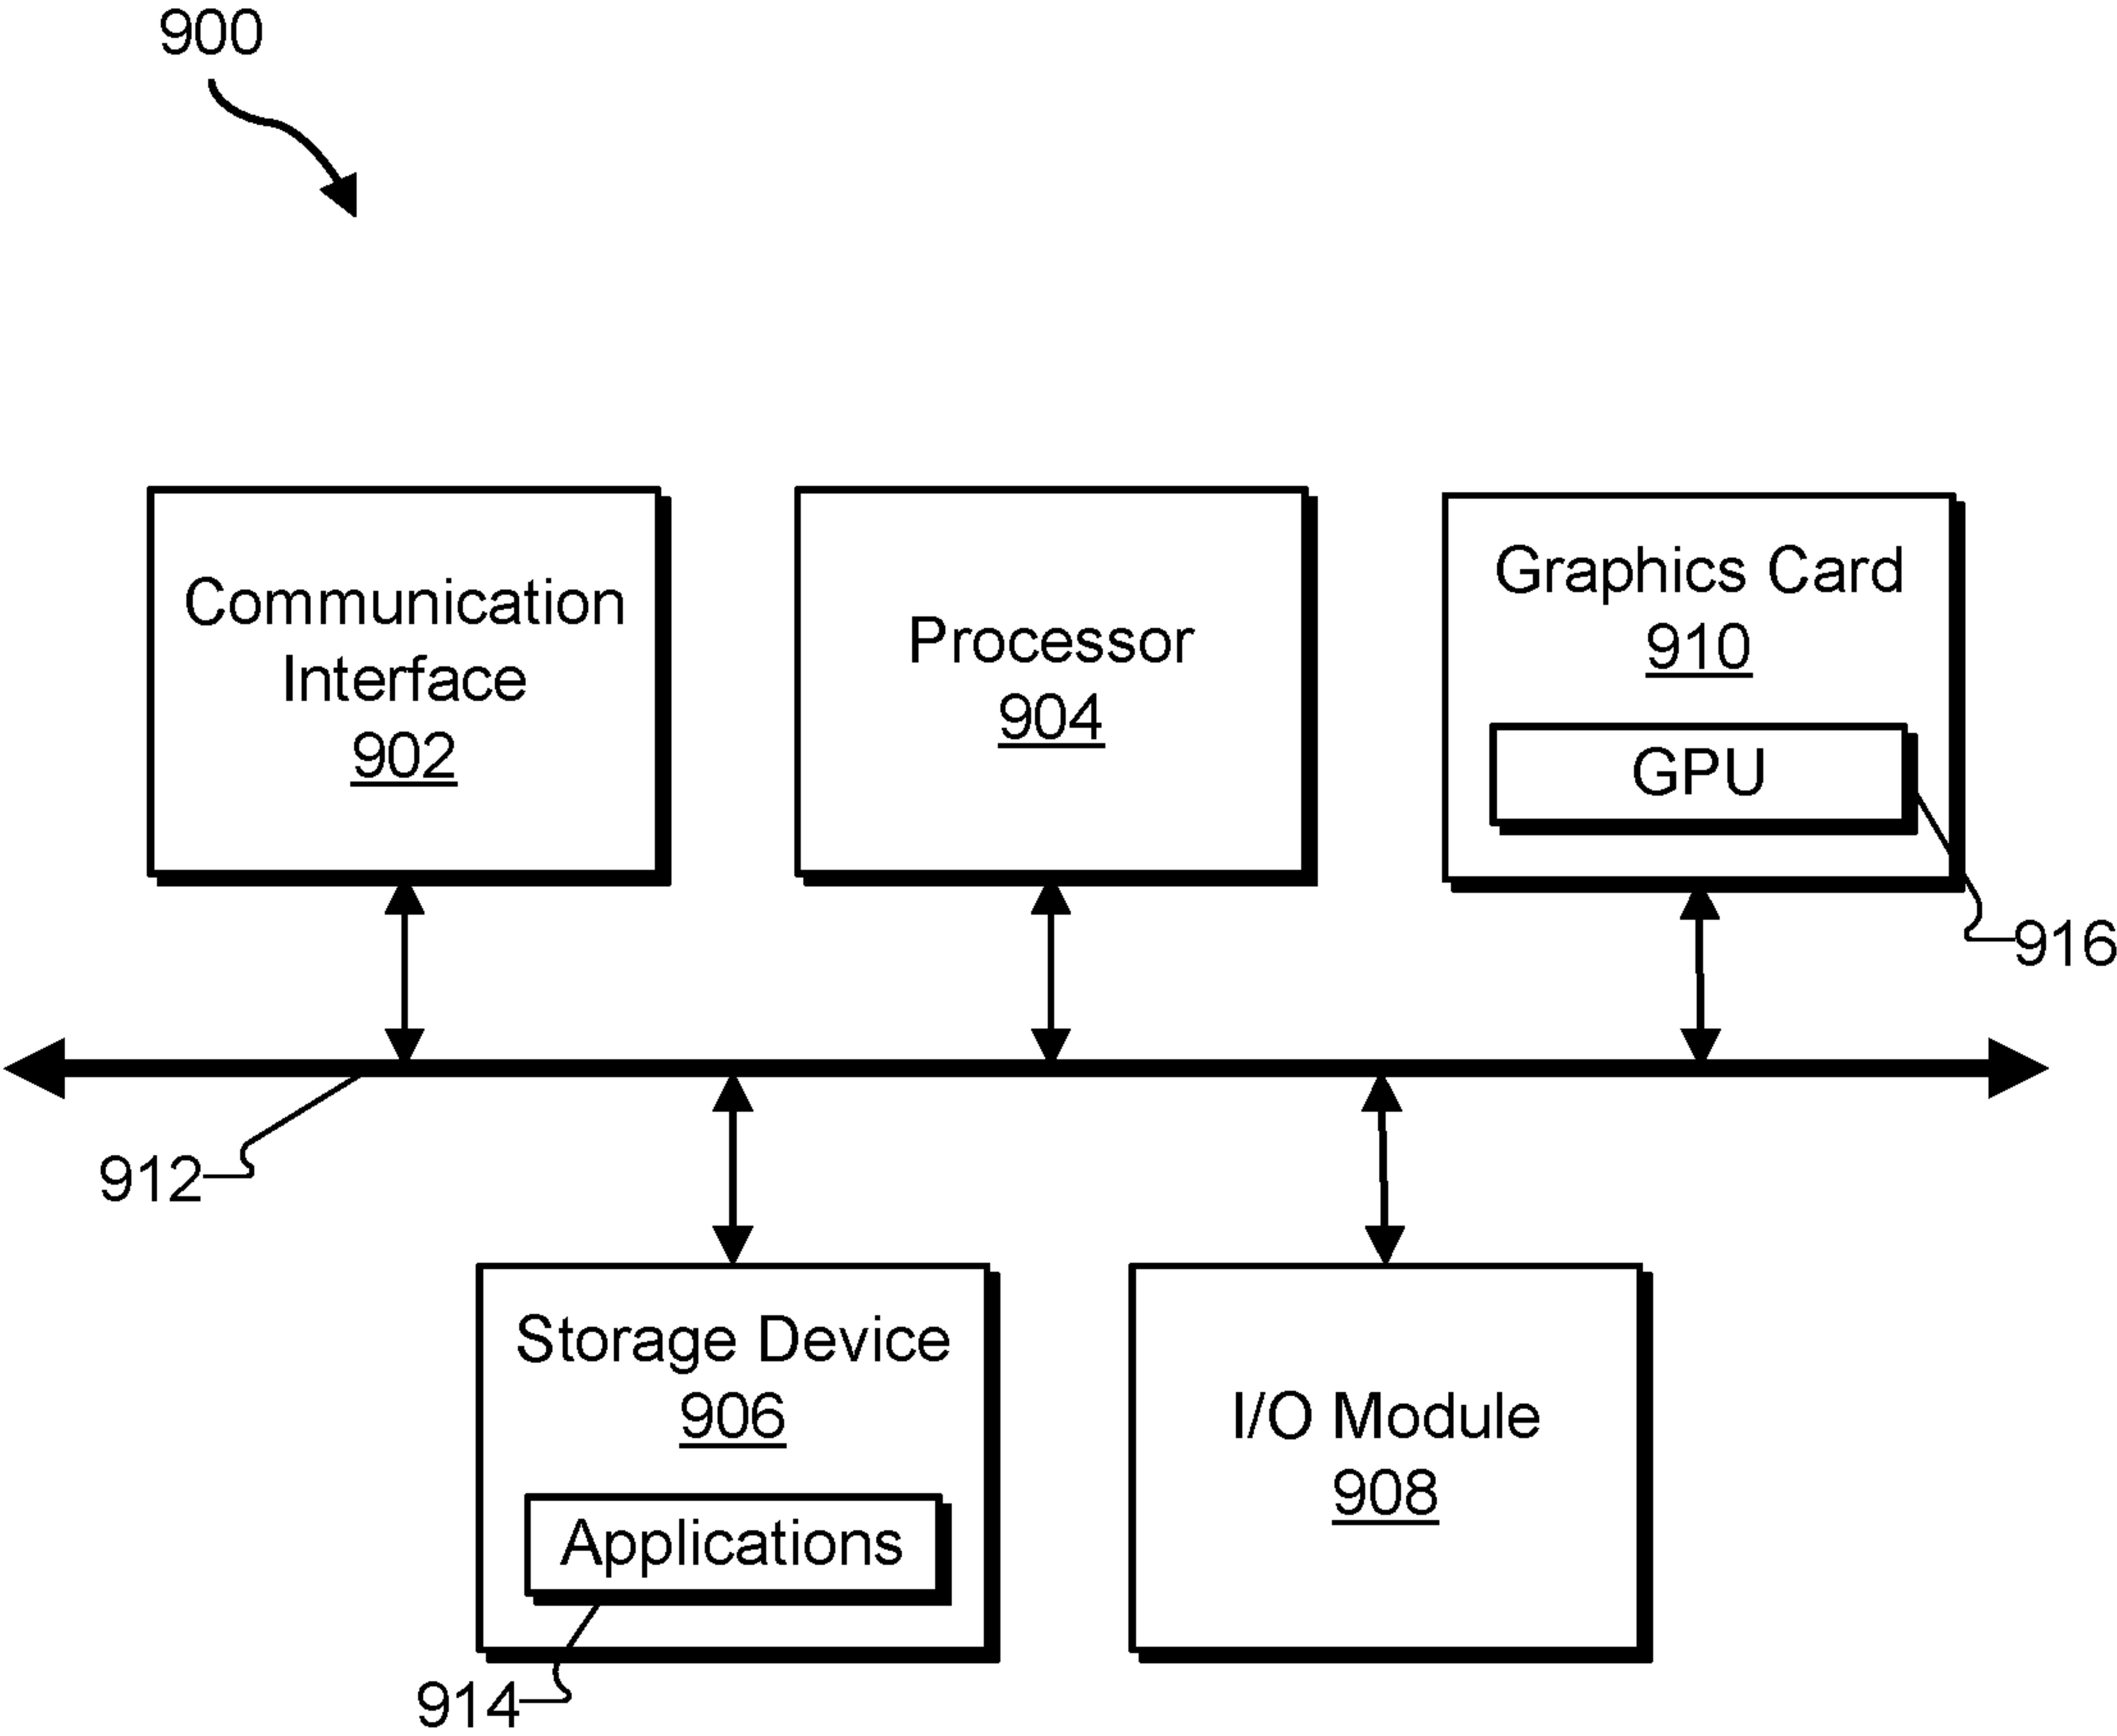 900
Communication
Interface
902
Processor
904
Graphics Card
910
GPU
916
912
Storage Device
906
Applications
914
I/O Module
908